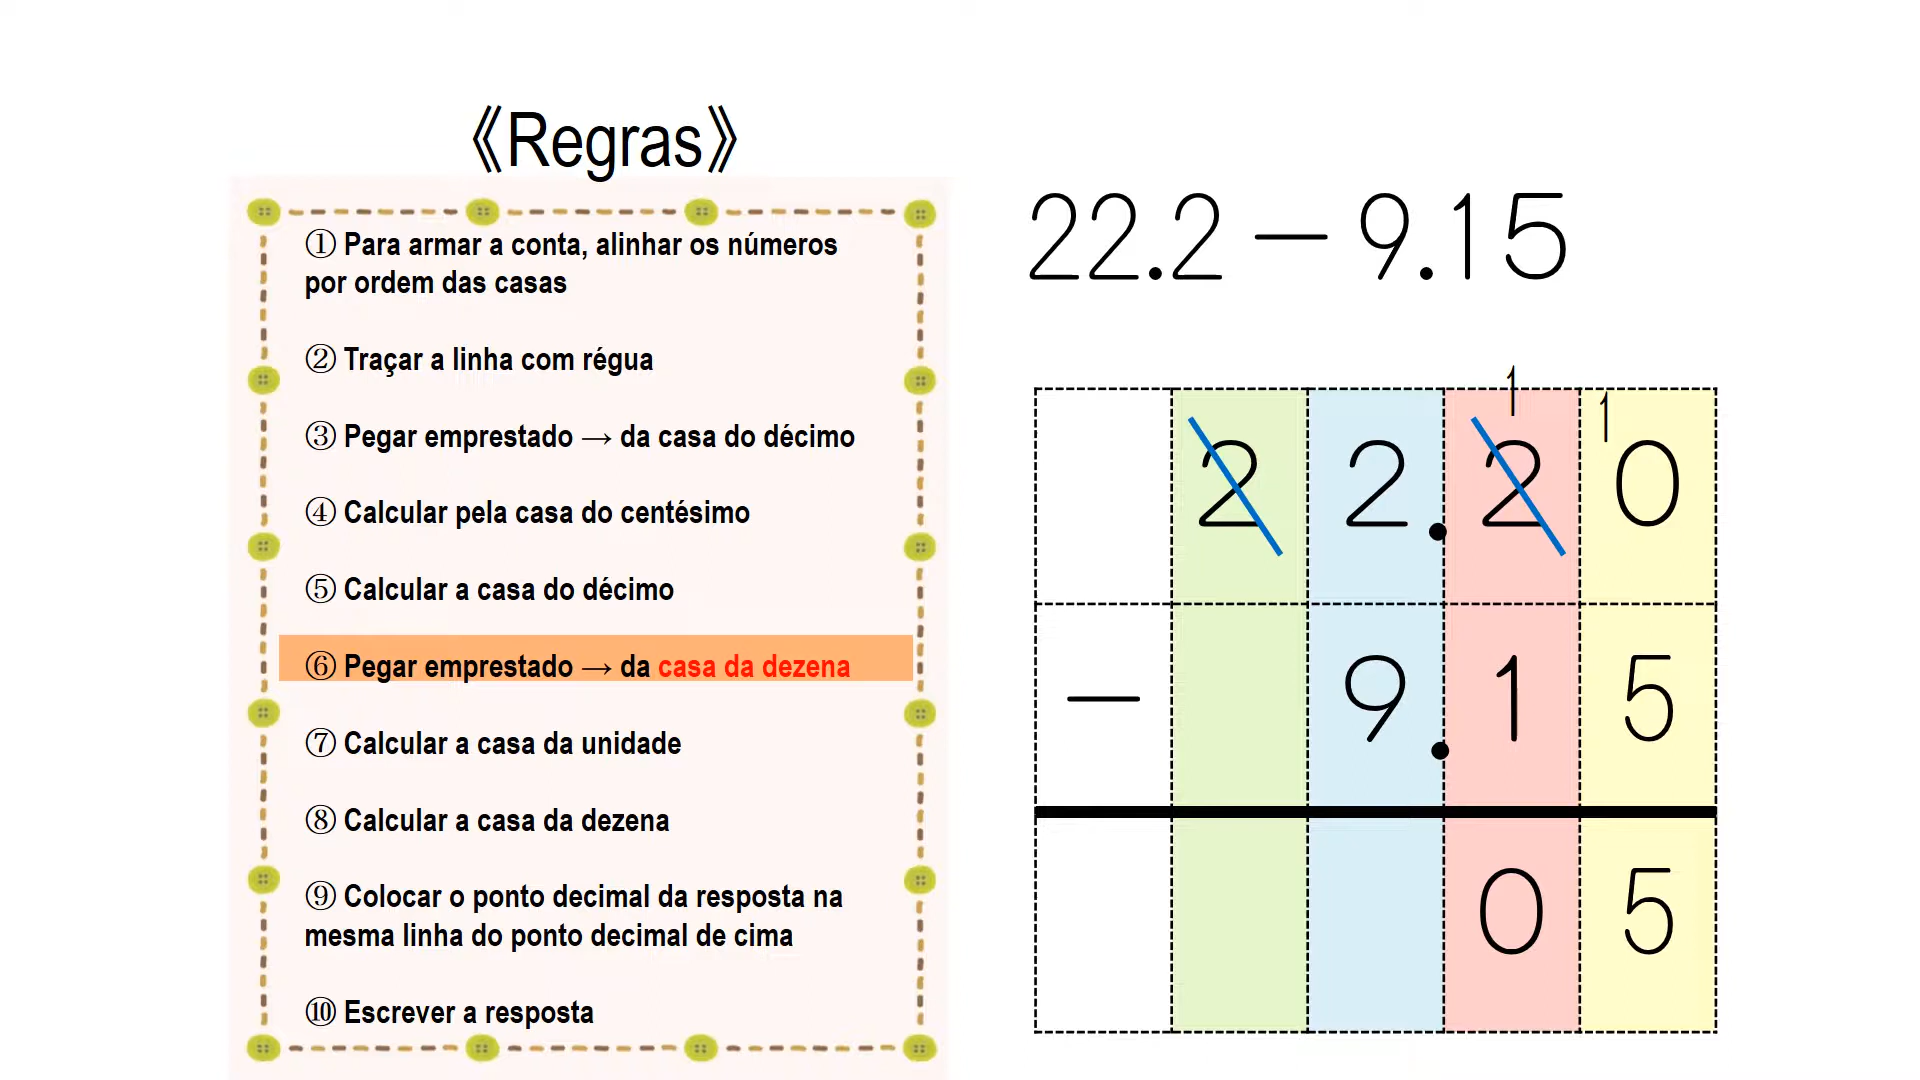 《Regras》
① Para armar a conta, alinhar os números
por ordem das casas
② Traçar a linha com régua
③ Pegar emprestado → da casa do décimo
④ Calcular pela casa do centésimo
⑤ Calcular a casa do décimo
⑥ Pegar emprestado → da casa da dezena
⑦ Calcular a casa da unidade
⑧ Calcular a casa da dezena
⑨ Colocar o ponto decimal da resposta na
mesma linha do ponto decimal de cima
⑩ Escrever a resposta
22.2－9.15
1 1
2 2.2 0
－ 9.1 5
0 5